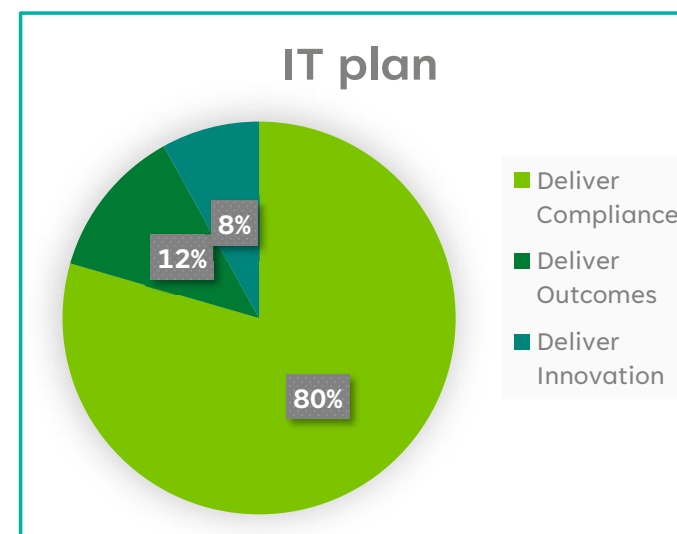 IT plan
8%
12%
80%
Deliver
Compliance
Deliver
Outcomes
Deliver
Innovation